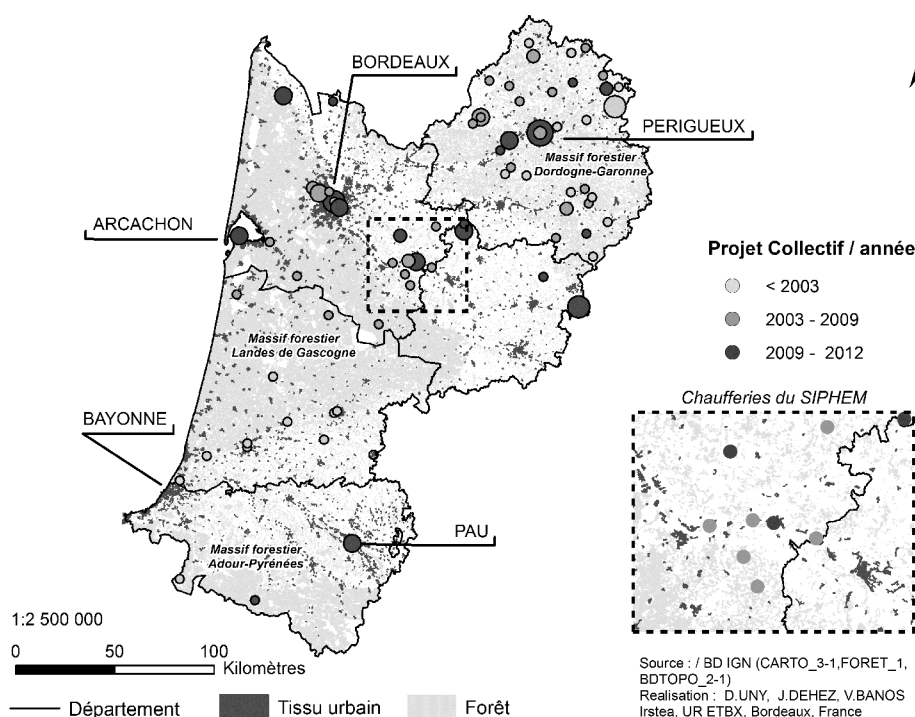 BORDEAUX
PERIGUEUX
Massif forestier
Dordogne-Garonne
ARCACHON
Projet Collectif / année
< 2003
2003 - 2009
2009 - 2012
Massif forestier
Landes de Gascogne
Chaufferies du SIPHEM
BAYONNE
PAU
Massif forestier
Adour-Pyrénées
1:2 500 000
0 50 100
Kilomètres
Source : / BD IGN (CARTO_3-1,FORET_1,
BDTOPO_2-1)
Realisation : D.UNY, J.DEHEZ, V.BANOS
Irstea, UR ETBX, Bordeaux, France
Département
Tissu urbain
Forêt